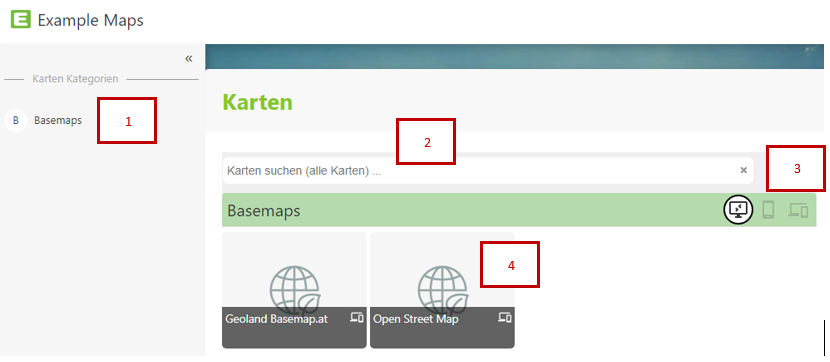 E Example Maps
«
Karten Kategorien
B Basemaps
1
Karten
2
Karten suchen (alle Karten) ...
×
3
Basemaps
4
Geoland Basemap.at
Open Street Map